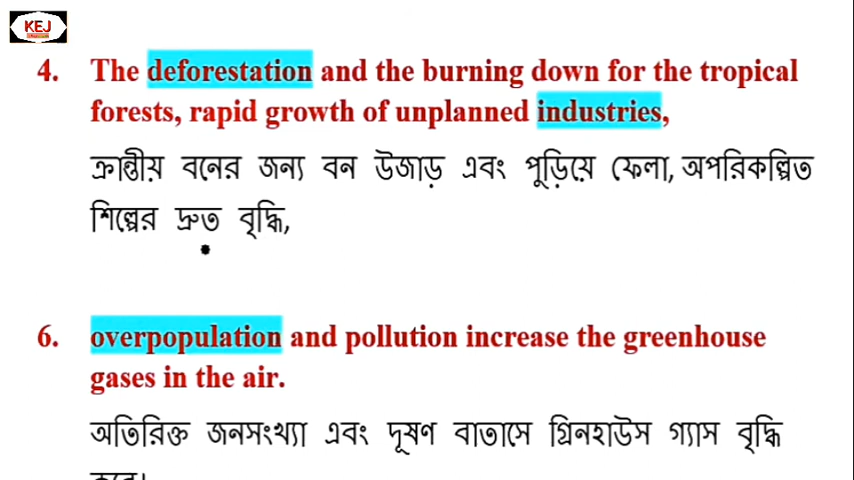 KEJ
4. The deforestation and the burning down for the tropical
forests, rapid growth of unplanned industries,
ক্রান্তীয় বনের জন্য বন উজাড় এবং পুড়িয়ে ফেলা, অপরিকল্পিত
শিল্পের দ্রুত বৃদ্ধি,
6. overpopulation and pollution increase the greenhouse
gases in the air.
অতিরিক্ত জনসংখ্যা এবং দূষণ বাতাসে গ্রিনহাউস গ্যাস বৃদ্ধি